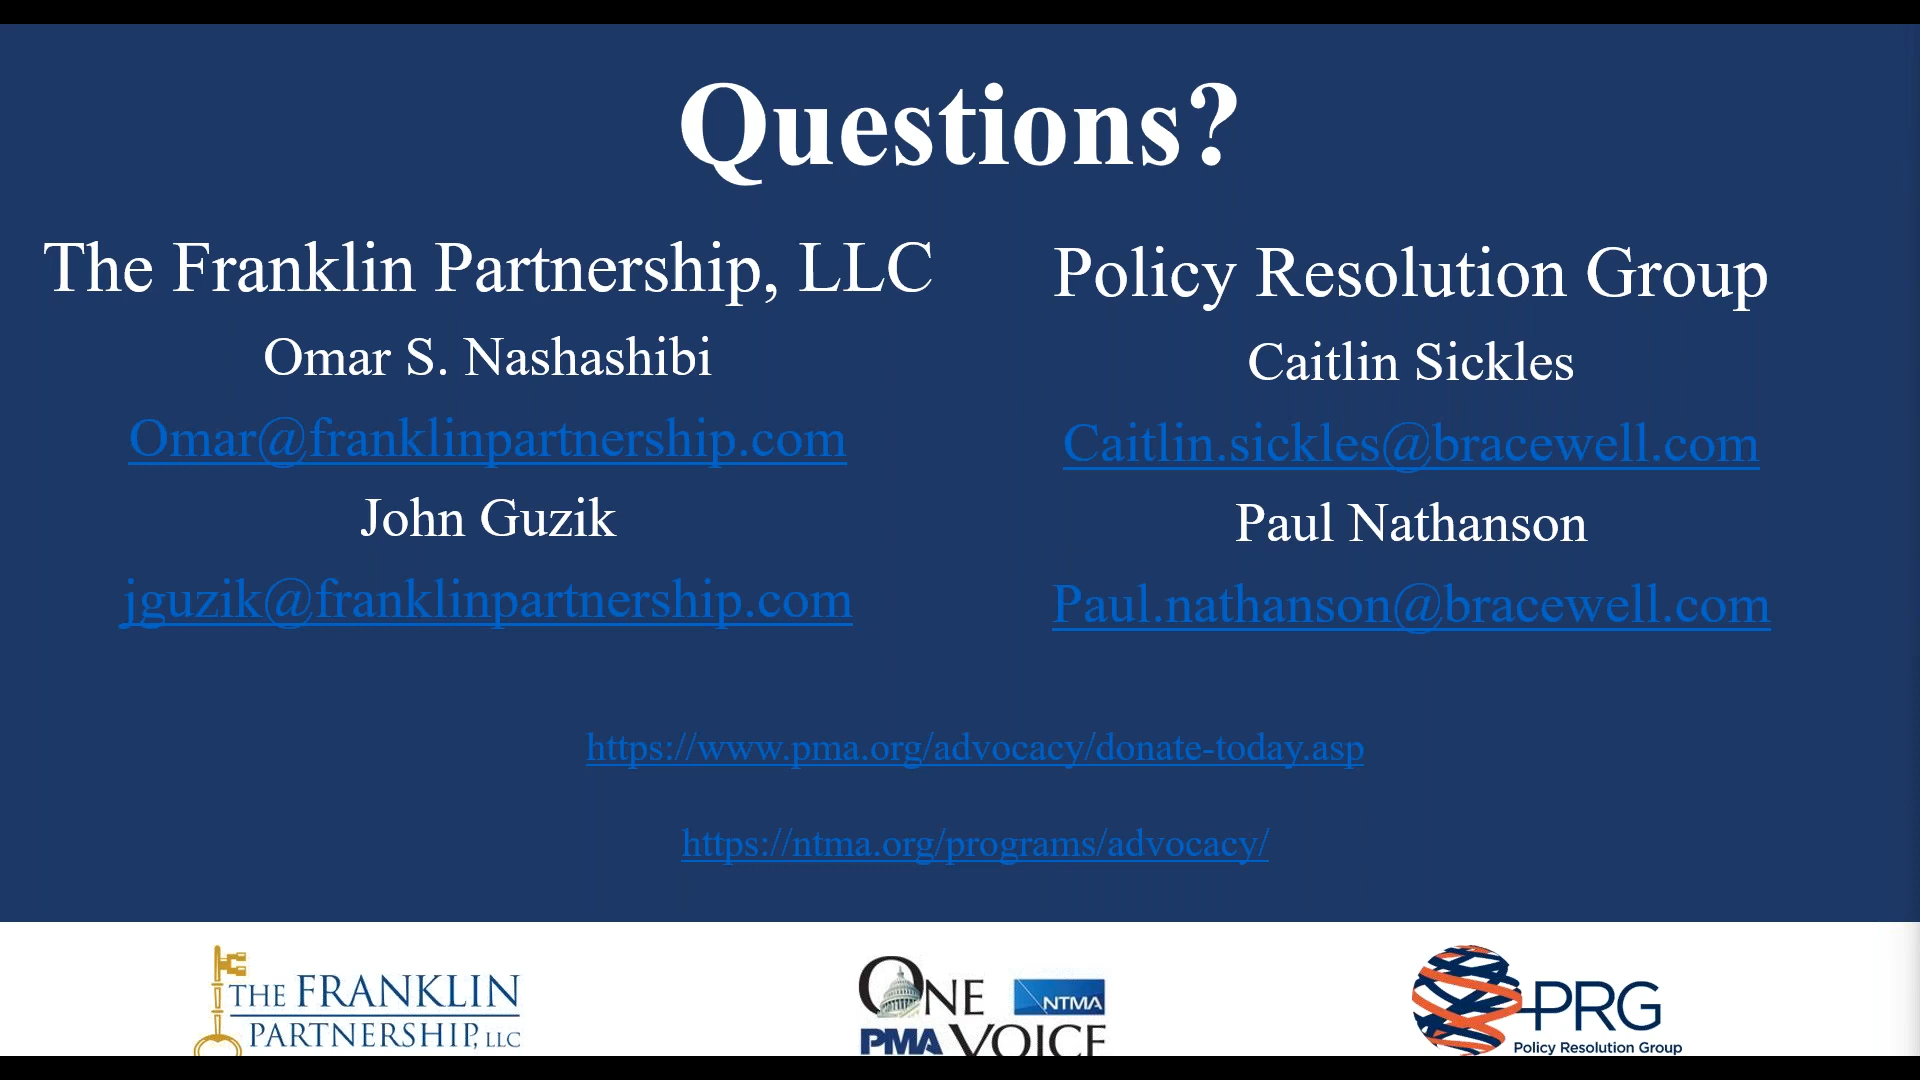 Questions?
The Franklin Partnership, LLC
Omar S. Nashashibi
Omar@franklinpartnership.com
John Guzik
jguzik@franklinpartnership.com
Policy Resolution Group
Caitlin Sickles
Caitlin.sickles@bracewell.com
Paul Nathanson
Paul.nathanson@bracewell.com
https://www.pma.org/advocacy/donate-today.asp
https://ntma.org/programs/advocacy/
THE FRANKLIN
PARTNERSHIP, LLC
ONE NTMA
PMA VOICE
PRG
Policy Resolution Group